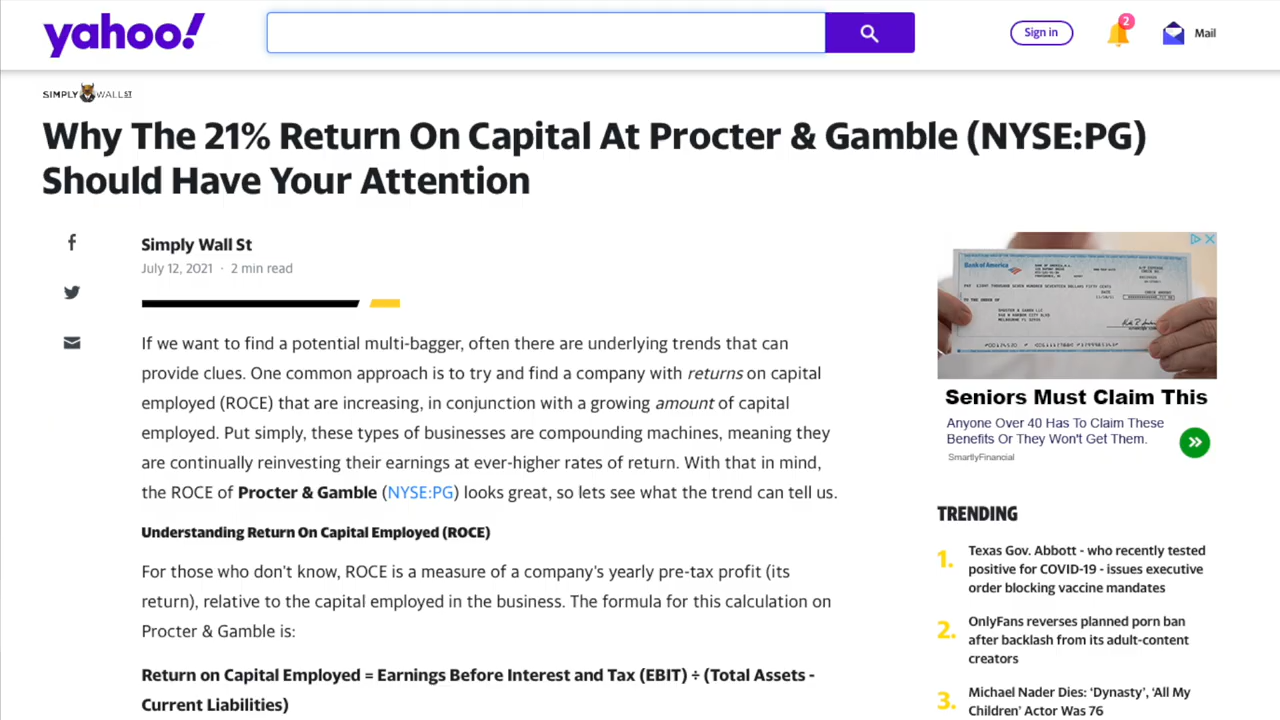 yahoo!
Sign in
2
Mail
SIMPLY WALL ST
Why The 21% Return On Capital At Procter & Gamble (NYSE:PG)
Should Have Your Attention
Simply Wall St
July 12, 2021 · 2 min read
If we want to find a potential multi-bagger, often there are underlying trends that can
provide clues. One common approach is to try and find a company with returns on capital
employed (ROCE) that are increasing, in conjunction with a growing amount of capital
employed. Put simply, these types of businesses are compounding machines, meaning they
are continually reinvesting their earnings at ever-higher rates of return. With that in mind,
the ROCE of Procter & Gamble (NYSE:PG) looks great, so lets see what the trend can tell us.
Understanding Return On Capital Employed (ROCE)
For those who don't know, ROCE is a measure of a company's yearly pre-tax profit (its
return), relative to the capital employed in the business. The formula for this calculation on
Procter & Gamble is:
Return on Capital Employed = Earnings Before Interest and Tax (EBIT) ÷ (Total Assets -
Current Liabilities)
Bank of America
Seniors Must Claim This
Anyone Over 40 Has To Claim These
Benefits Or They Won't Get Them.
SmartlyFinancial
TRENDING
1. Texas Gov. Abbott - who recently tested
positive for COVID-19 - issues executive
order blocking vaccine mandates
2. OnlyFans reverses planned porn ban
after backlash from its adult-content
creators
3. Michael Nader Dies: ‘Dynasty’, ‘All My
Children’ Actor Was 76